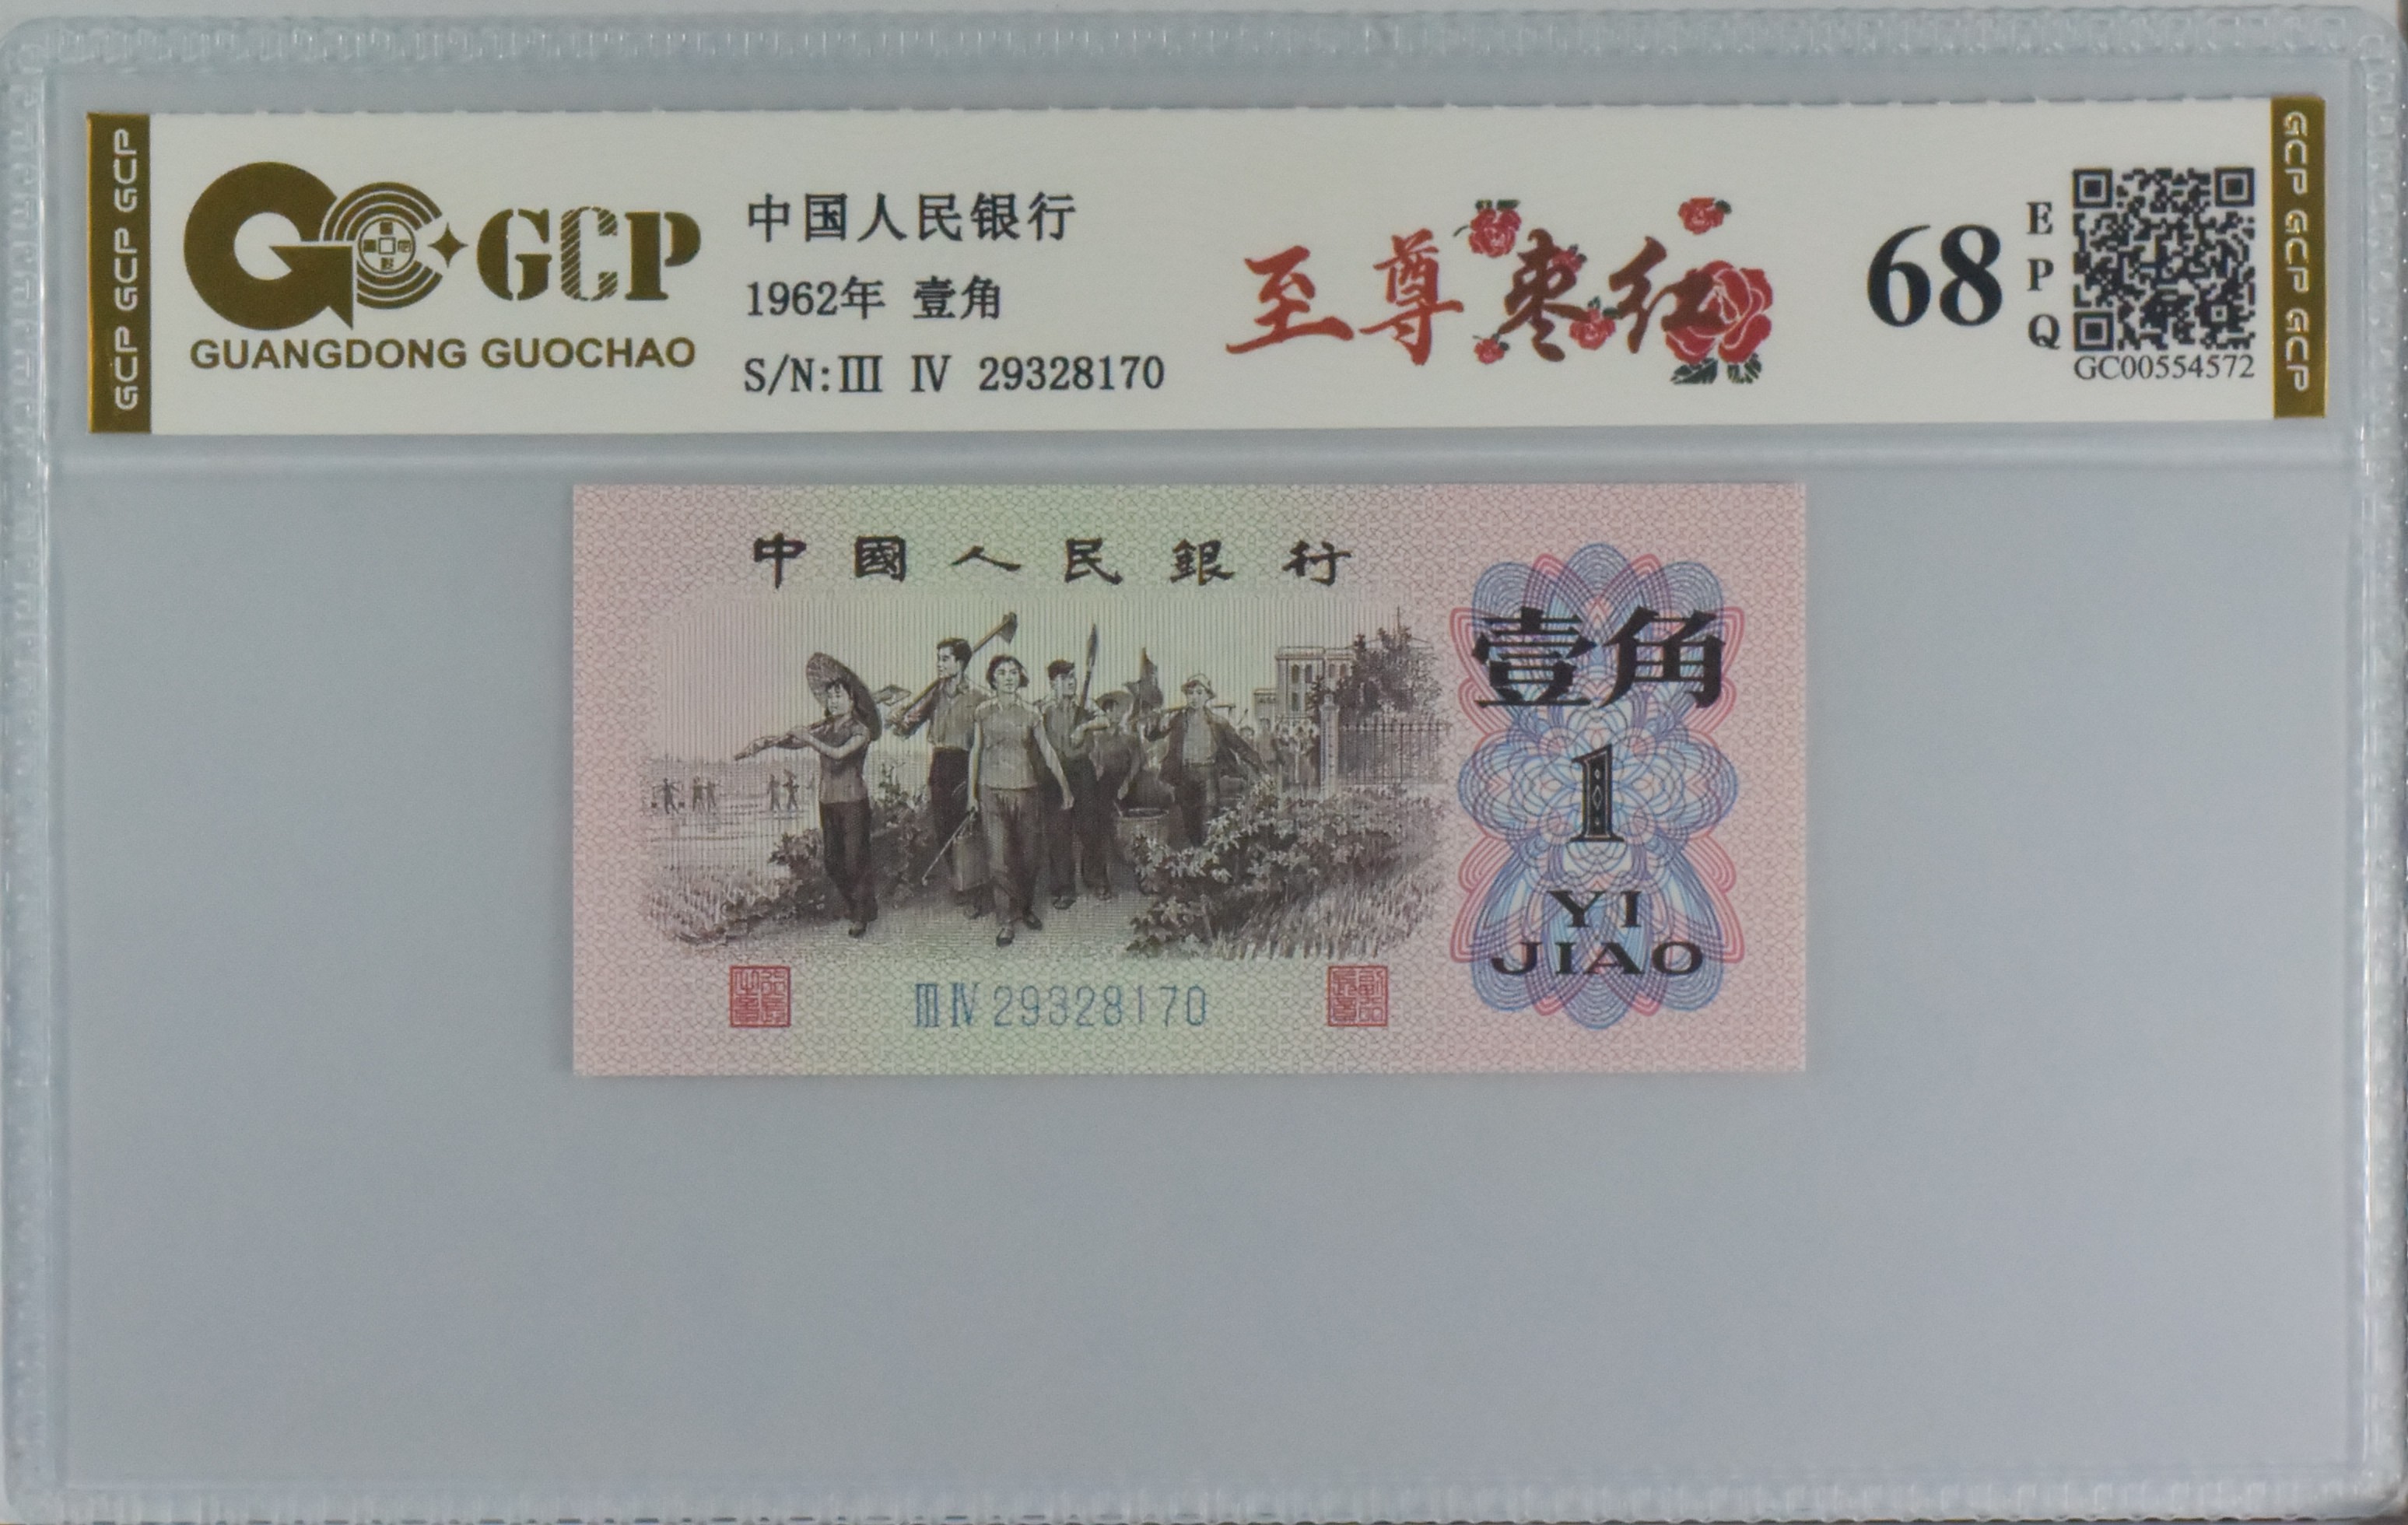 GCP GCP GCP
GCP
GUANGDONG GUOCHAO
中国人民银行
1962年 壹角
S/N:Ⅲ Ⅳ 29328170
至尊枣红
68
EPQ
GC00554572
GCP GCP GCP
中國人民銀行
壹角
1
YI
JIAO
ⅢⅣ 29328170